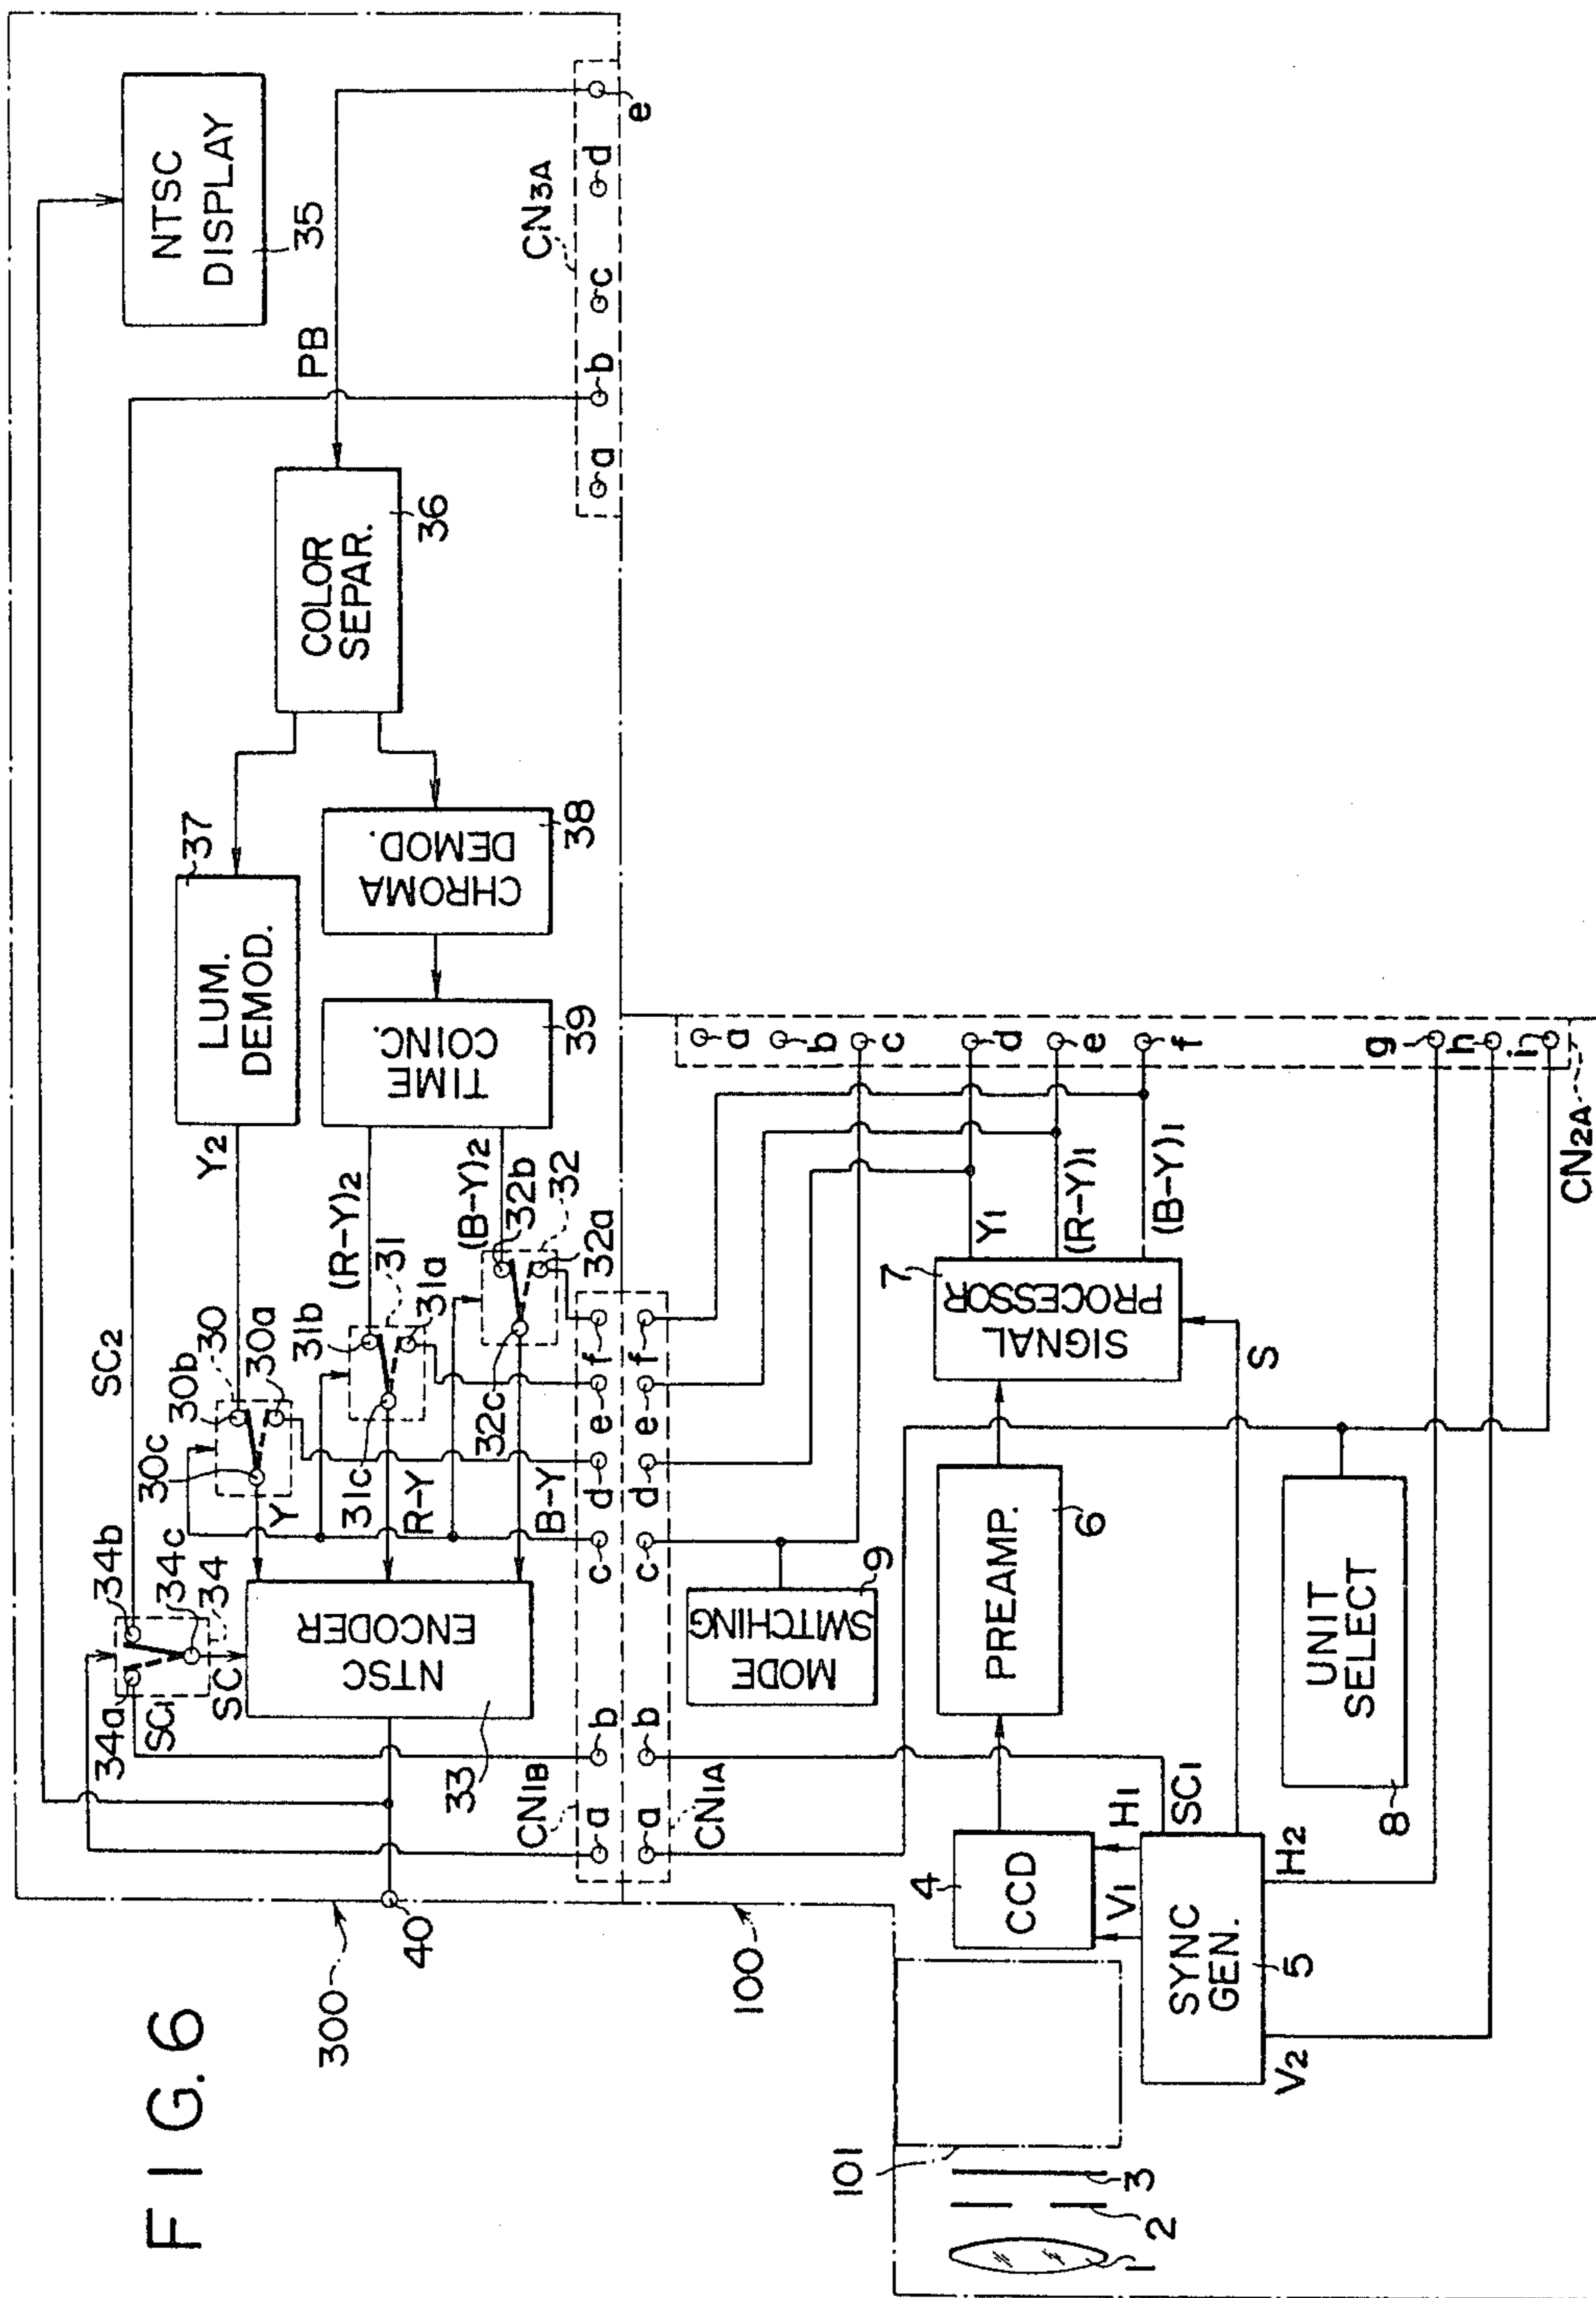 FIG. 6
300
40
SC1
34a
34b
34c
34
SC
SC2
NTSC
DISPLAY
35
30c
30b
30
30a
Y
Y2
LUM.
DEMOD.
37
NTSC
ENCODER
33
31b
31c
31
31a
R-Y
(R-Y)2
TIME
COINC.
39
CHROMA
DEMOD.
38
COLOR
SEPAR.
36
PB
32c
32b
32
32a
B-Y
(B-Y)2
CN1B
a
b
c
d
e
f
CN3A
a
b
c
d
e
CN1A
a
b
c
d
e
f
100
101
1
2
3
CCD
4
V1
H1
SC1
SYNC
GEN.
5
V2
H2
S
PREAMP.
6
MODE
SWITCHING
9
SIGNAL
PROCESSOR
7
Y1
(R-Y)1
(B-Y)1
UNIT
SELECT
8
a
b
c
d
e
f
g
h
i
CN2A